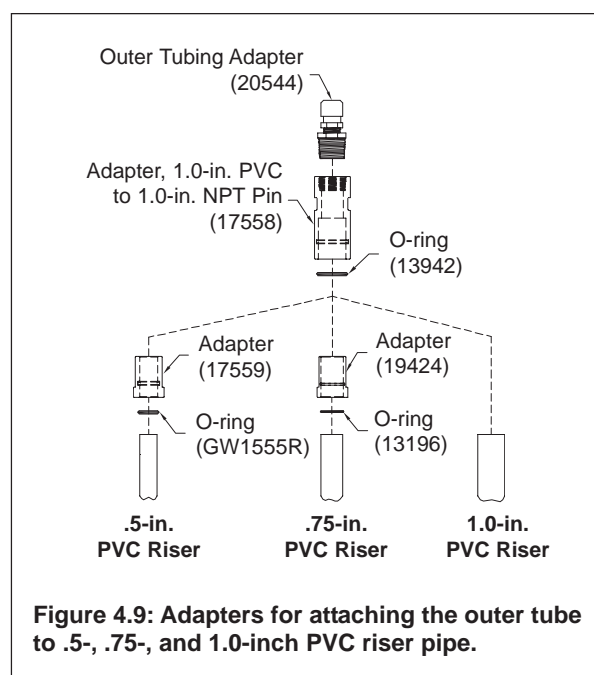 Outer Tubing Adapter
(20544)
Adapter, 1.0-in. PVC
to 1.0-in. NPT Pin
(17558)
O-ring
(13942)
Adapter
(17559)
Adapter
(19424)
O-ring
(GW1555R)
O-ring
(13196)
.5-in.
PVC Riser
.75-in.
PVC Riser
1.0-in.
PVC Riser
Figure 4.9: Adapters for attaching the outer tube
to .5-, .75-, and 1.0-inch PVC riser pipe.